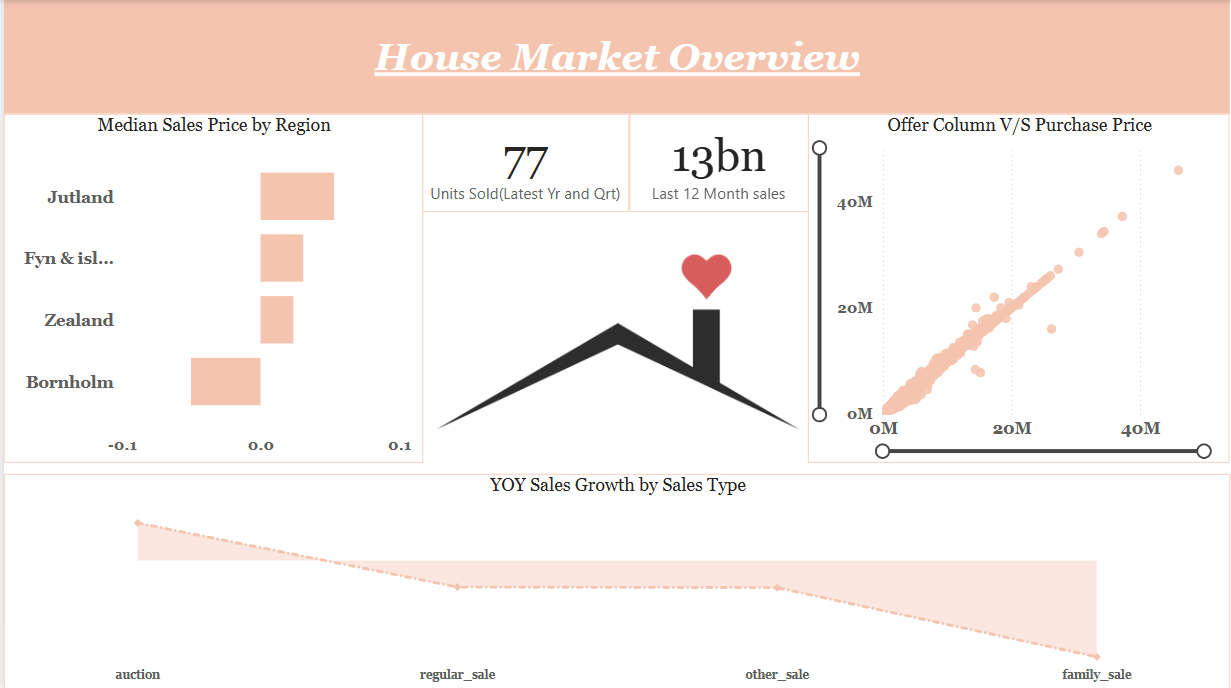 House Market Overview
Median Sales Price by Region
Jutland
Fyn & isl...
Zealand
Bornholm
-0.1 0.0 0.1
77
Units Sold(Latest Yr and Qrt)
13bn
Last 12 Month sales
Offer Column V/S Purchase Price
40M
20M
0M
0M 20M 40M
YOY Sales Growth by Sales Type
auction regular_sale other_sale family_sale